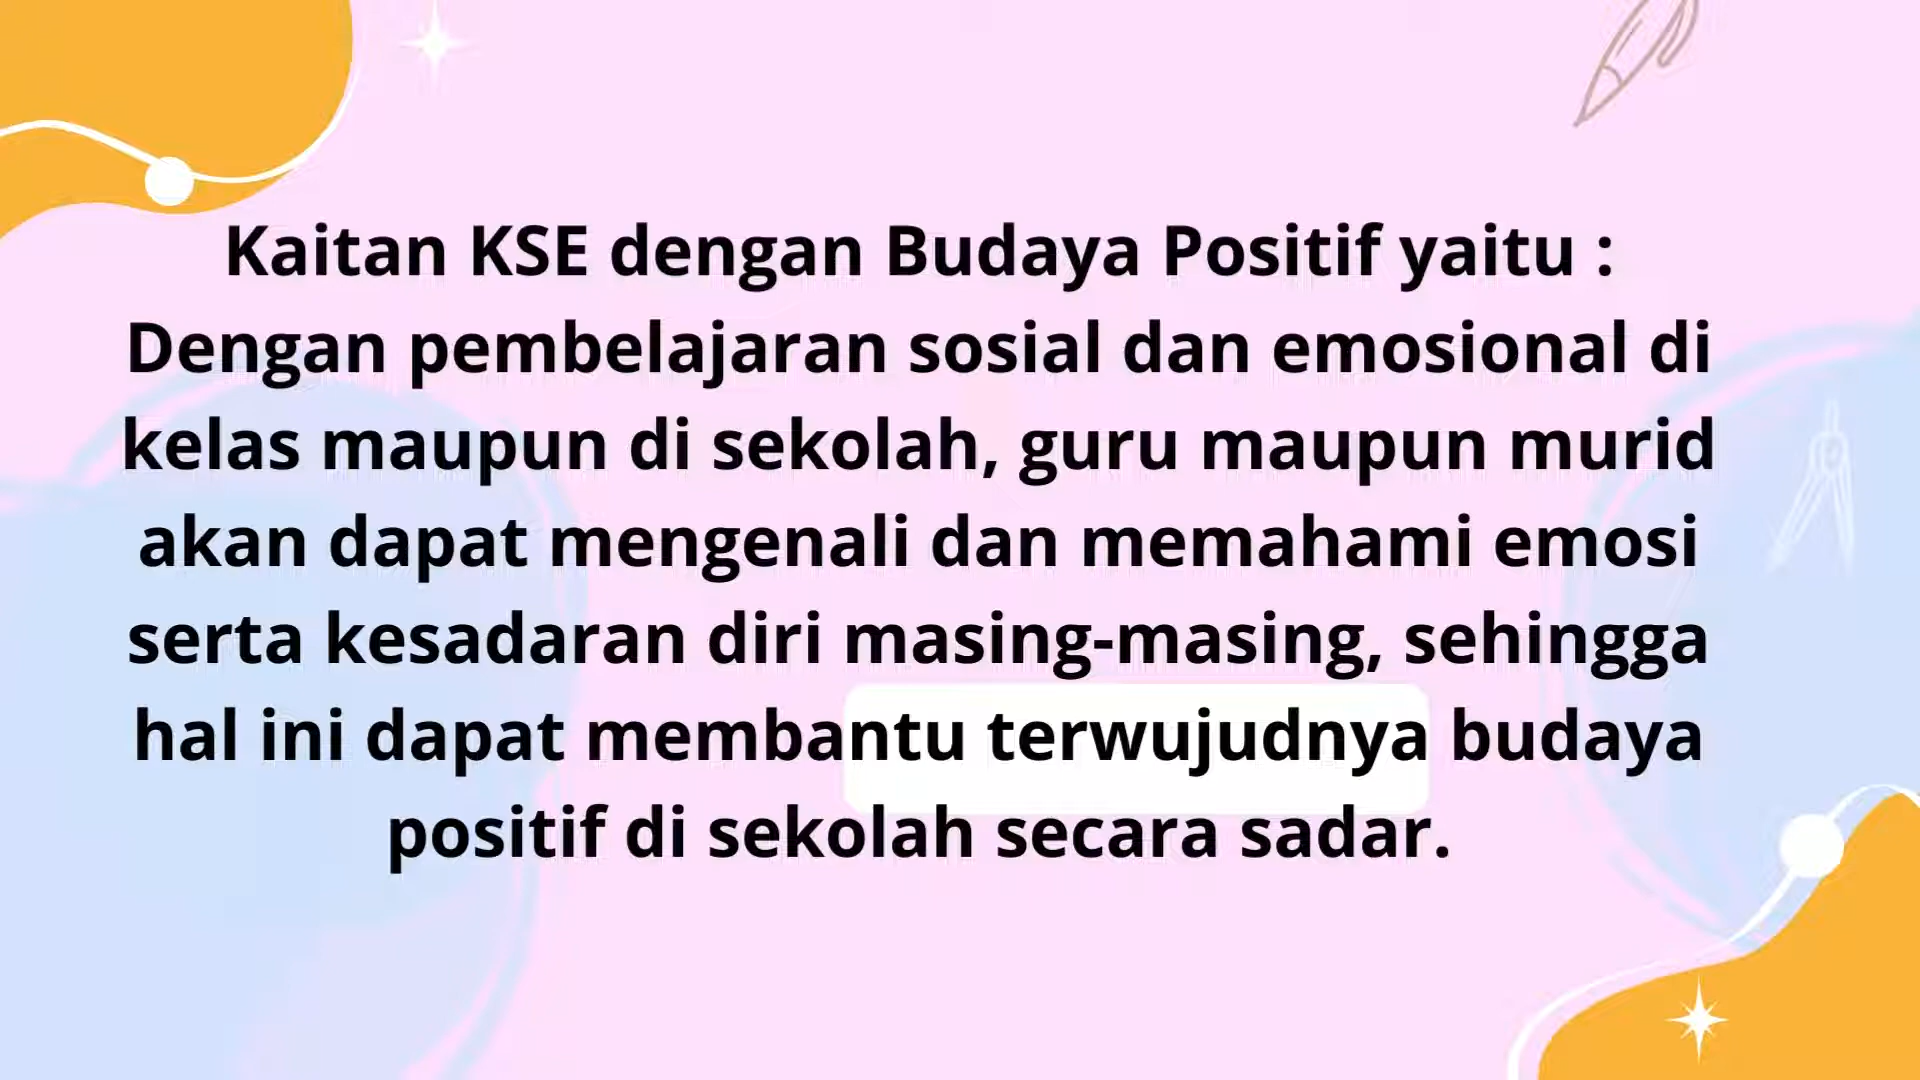 Kaitan KSE dengan Budaya Positif yaitu :
Dengan pembelajaran sosial dan emosional di
kelas maupun di sekolah, guru maupun murid
akan dapat mengenali dan memahami emosi
serta kesadaran diri masing-masing, sehingga
hal ini dapat membantu terwujudnya budaya
positif di sekolah secara sadar.